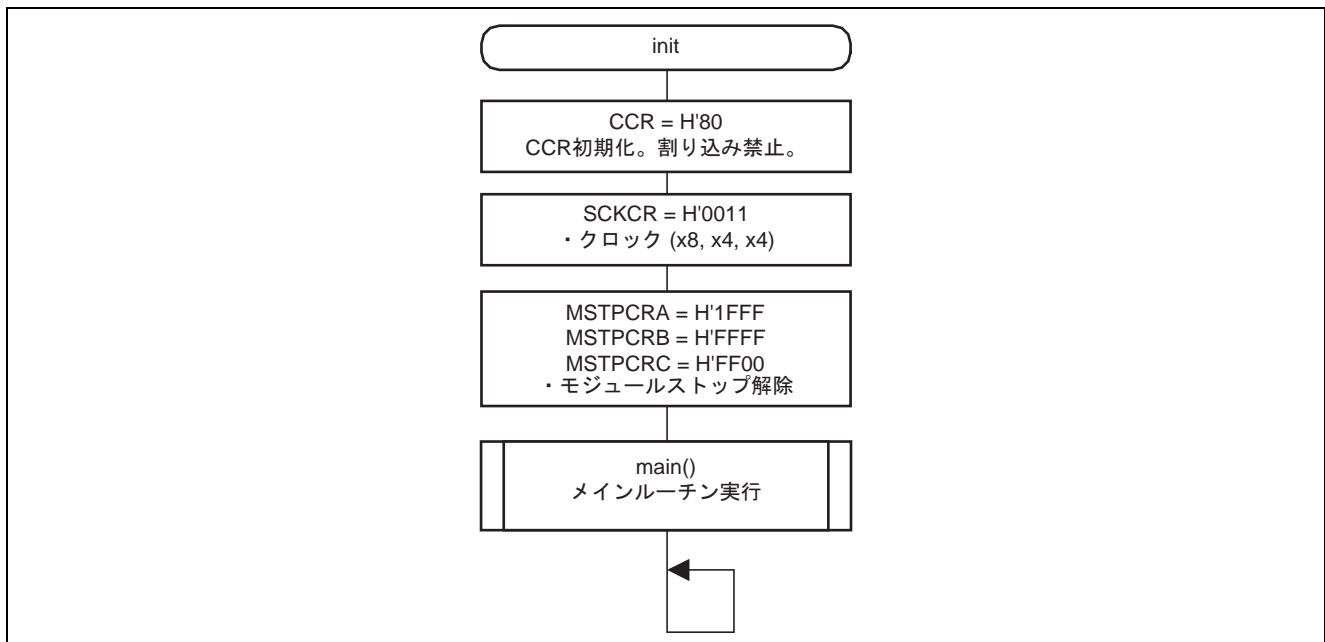 init
CCR = H'80
CCR初期化。割り込み禁止。
SCKCR = H'0011
・クロック (x8, x4, x4)
MSTPCRA = H'1FFF
MSTPCRB = H'FFFF
MSTPCRC = H'FF00
・モジュールストップ解除
main()
メインルーチン実行